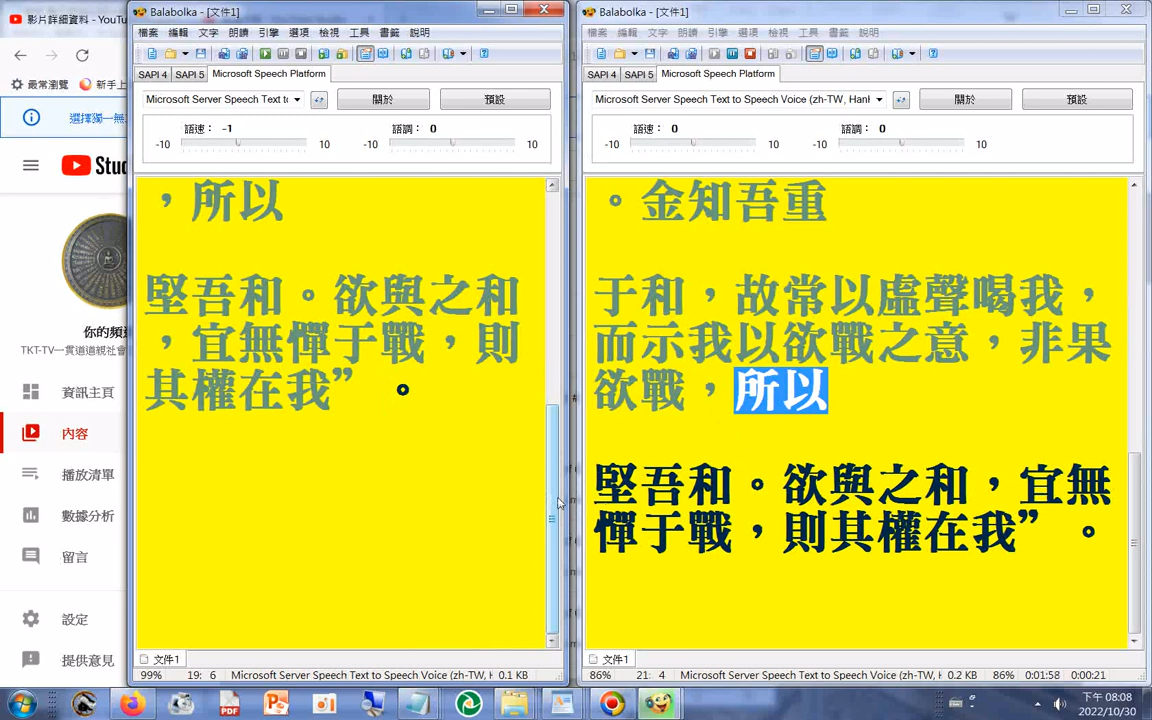 影片詳細資料 - YouTu
最常瀏覽
新手上
選擇獨一無
Stud
你的頻道
TKT-TV一貫道道親社會
資訊主頁
內容
播放清單
數據分析
留言
設定
提供意見
Balabolka - [文件1]
檔案 編輯 文字 朗讀 引擎 選項 檢視 工具 書籤 說明
SAPI 4 SAPI 5 Microsoft Speech Platform
Microsoft Server Speech Text to
關於
預設
語速： -1
語調： 0
-10 10 -10 10
，所以
堅吾和。欲與之和
，宜無憚于戰，則
其權在我” 。
文件1
99% 19: 6 Microsoft Server Speech Text to Speech Voice (zh-TW, H 0.1 KB
Balabolka - [文件1]
檔案 編輯 文字 朗讀 引擎 選項 檢視 工具 書籤 說明
SAPI 4 SAPI 5 Microsoft Speech Platform
Microsoft Server Speech Text to Speech Voice (zh-TW, Hanl
關於
預設
語速： 0
語調： 0
-10 10 -10 10
。金知吾重
于和，故常以虛聲喝我，
而示我以欲戰之意，非果
欲戰，所以
堅吾和。欲與之和，宜無
憚于戰，則其權在我” 。
文件1
86% 21: 4 Microsoft Server Speech Text to Speech Voice (zh-TW, H 0.2 KB 86% 0:01:58 0:00:21
下午 08:08
2022/10/30